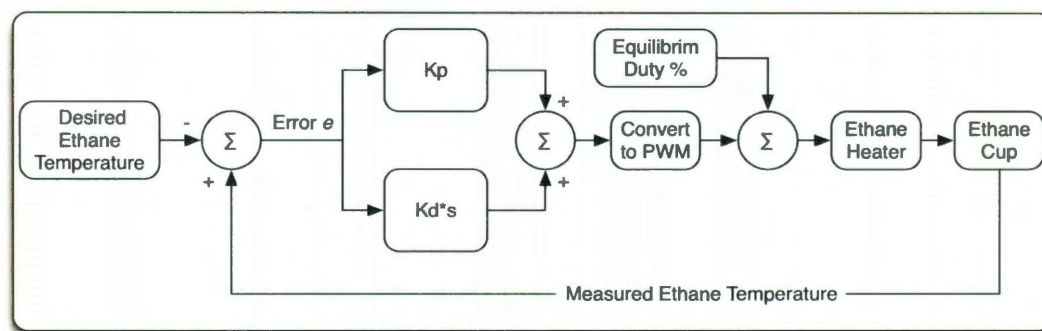 Desired
Ethane
Temperature
-
+
Σ
Error e
Kp
Kd*s
+
+
Σ
Convert
to PWM
Equilibrim
Duty %
Σ
Ethane
Heater
Ethane
Cup
Measured Ethane Temperature